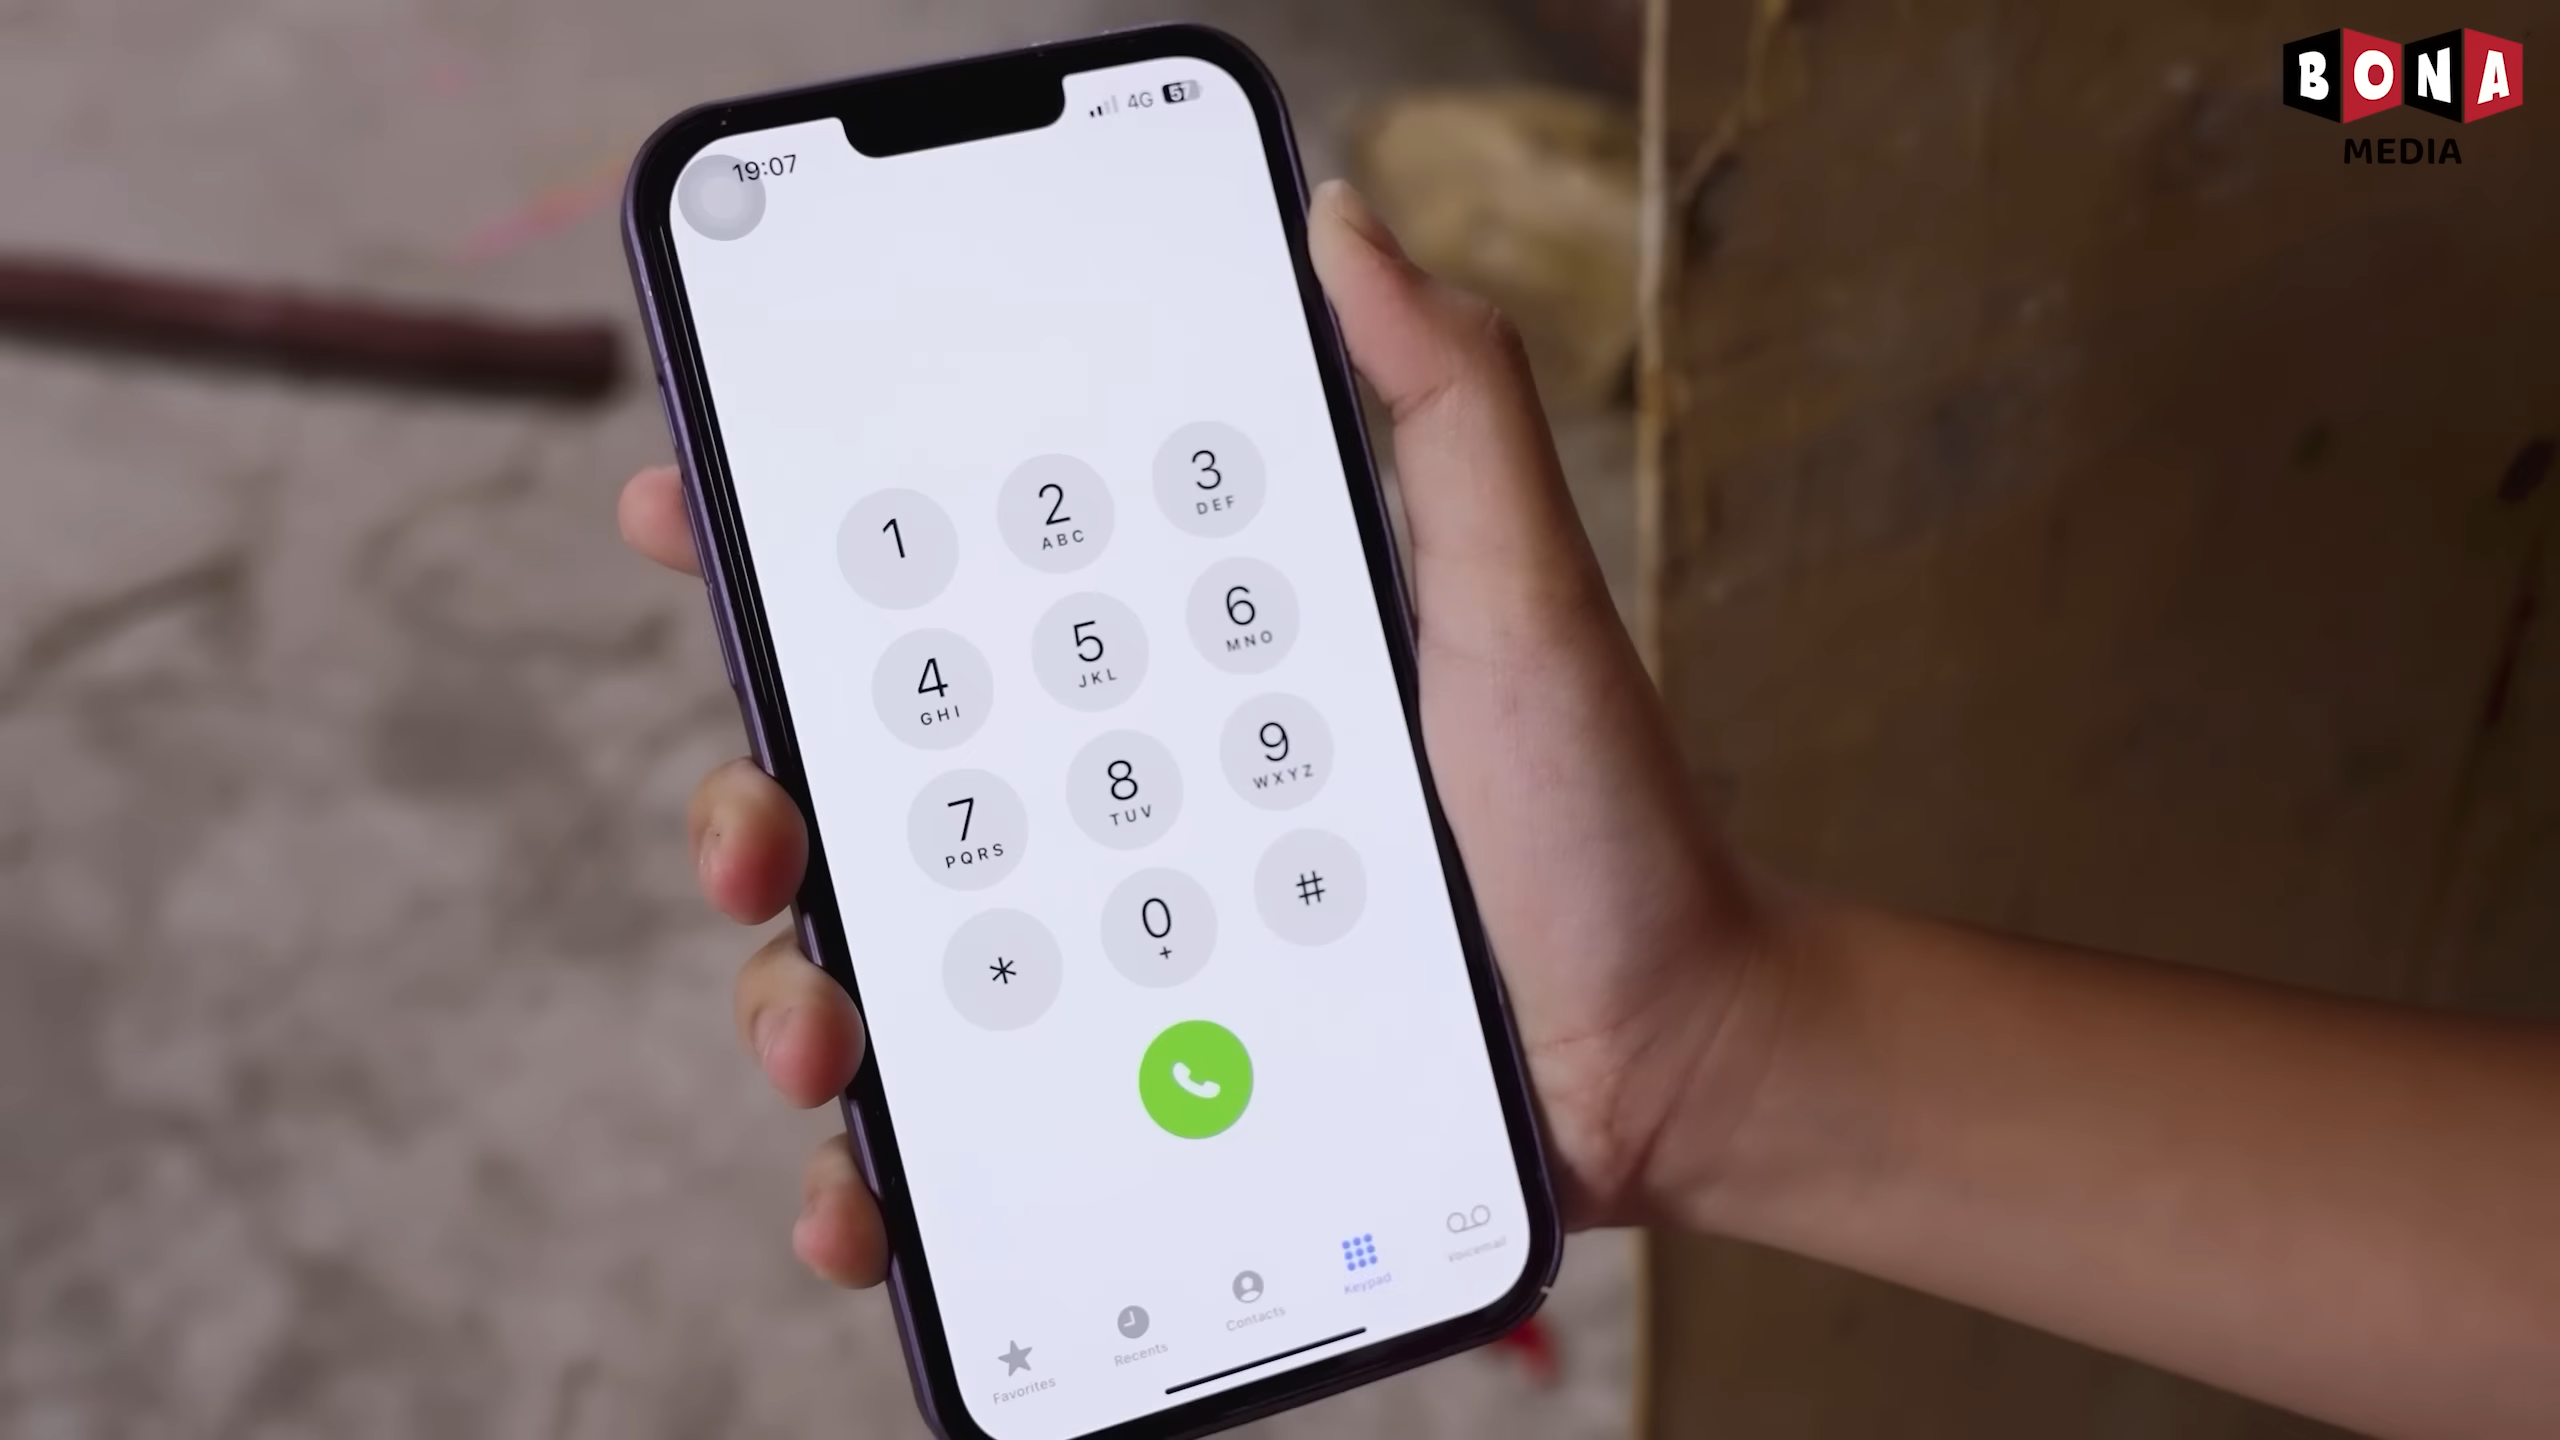 BONA
MEDIA
19:07
4G 57
1
2
ABC
3
DEF
4
GHI
5
JKL
6
MNO
7
PQRS
8
TUV
9
WXYZ
*
0
+
#
Favorites
Recents
Contacts
Keypad
Voicemail